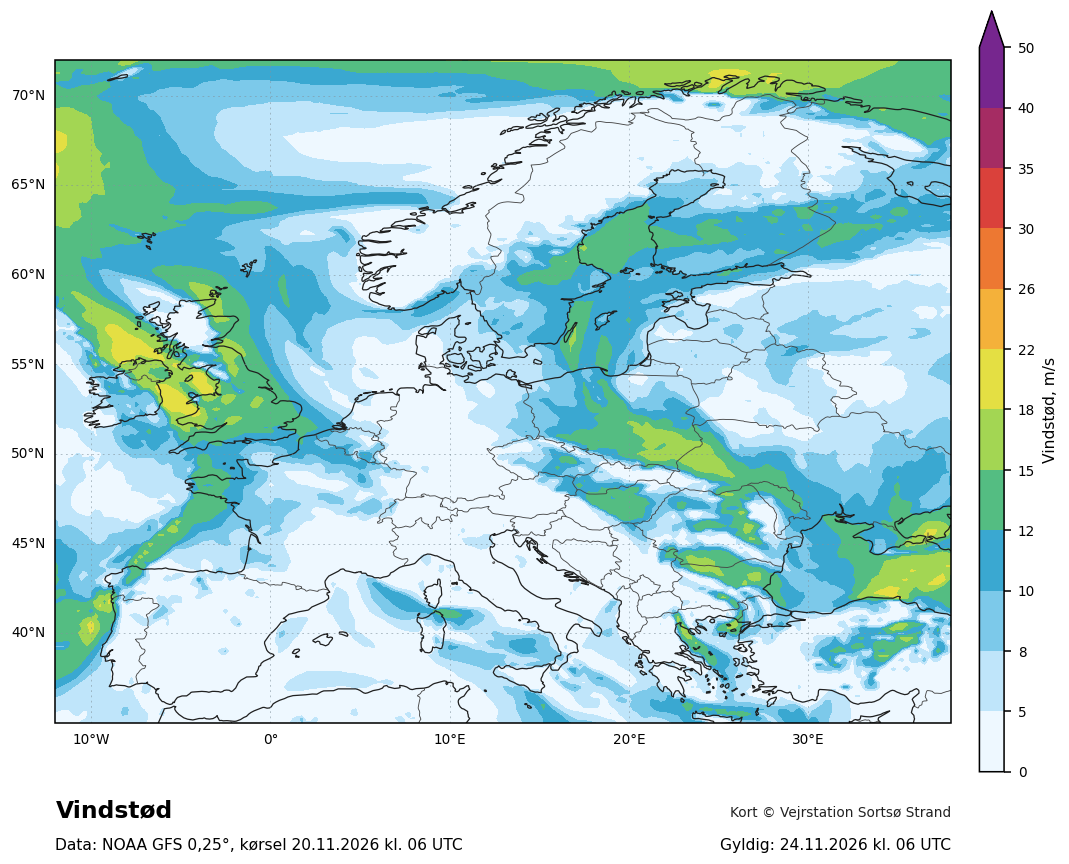 50
40
35
30
26
22
18
15
12
10
8
5
0
Vindstød, m/s
70°N
65°N
60°N
55°N
50°N
45°N
40°N
10°W
0°
10°E
20°E
30°E
Vindstød
Kort © Vejrstation Sortsø Strand
Data: NOAA GFS 0,25°, kørsel 20.11.2026 kl. 06 UTC
Gyldig: 24.11.2026 kl. 06 UTC